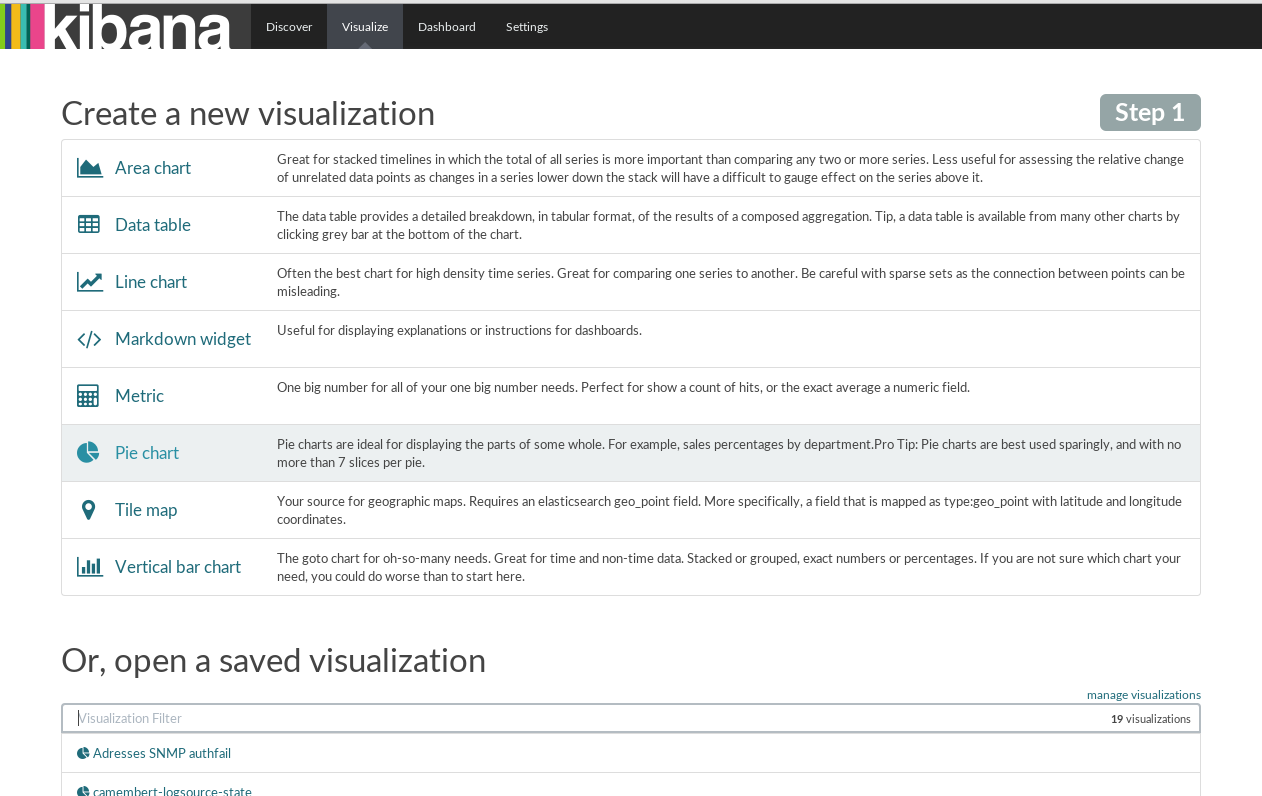 kibana
Discover
Visualize
Dashboard
Settings
Create a new visualization
Step 1
Area chart
Great for stacked timelines in which the total of all series is more important than comparing any two or more series. Less useful for assessing the relative change
of unrelated data points as changes in a series lower down the stack will have a difficult to gauge effect on the series above it.
Data table
The data table provides a detailed breakdown, in tabular format, of the results of a composed aggregation. Tip, a data table is available from many other charts by
clicking grey bar at the bottom of the chart.
Line chart
Often the best chart for high density time series. Great for comparing one series to another. Be careful with sparse sets as the connection between points can be
misleading.
Markdown widget
Useful for displaying explanations or instructions for dashboards.
Metric
One big number for all of your one big number needs. Perfect for show a count of hits, or the exact average a numeric field.
Pie chart
Pie charts are ideal for displaying the parts of some whole. For example, sales percentages by department.Pro Tip: Pie charts are best used sparingly, and with no
more than 7 slices per pie.
Tile map
Your source for geographic maps. Requires an elasticsearch geo_point field. More specifically, a field that is mapped as type:geo_point with latitude and longitude
coordinates.
Vertical bar chart
The goto chart for oh-so-many needs. Great for time and non-time data. Stacked or grouped, exact numbers or percentages. If you are not sure which chart your
need, you could do worse than to start here.
Or, open a saved visualization
manage visualizations
Visualization Filter
19 visualizations
Adresses SNMP authfail
camembert-logsource-state